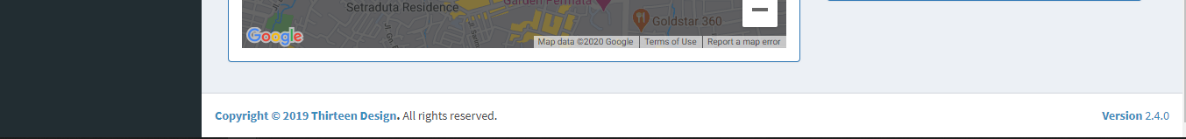 Setraduta Residence
Garden Permata
Goldstar 360
Google
Map data ©2020 Google
Terms of Use
Report a map error
Copyright © 2019 Thirteen Design. All rights reserved.
Version 2.4.0